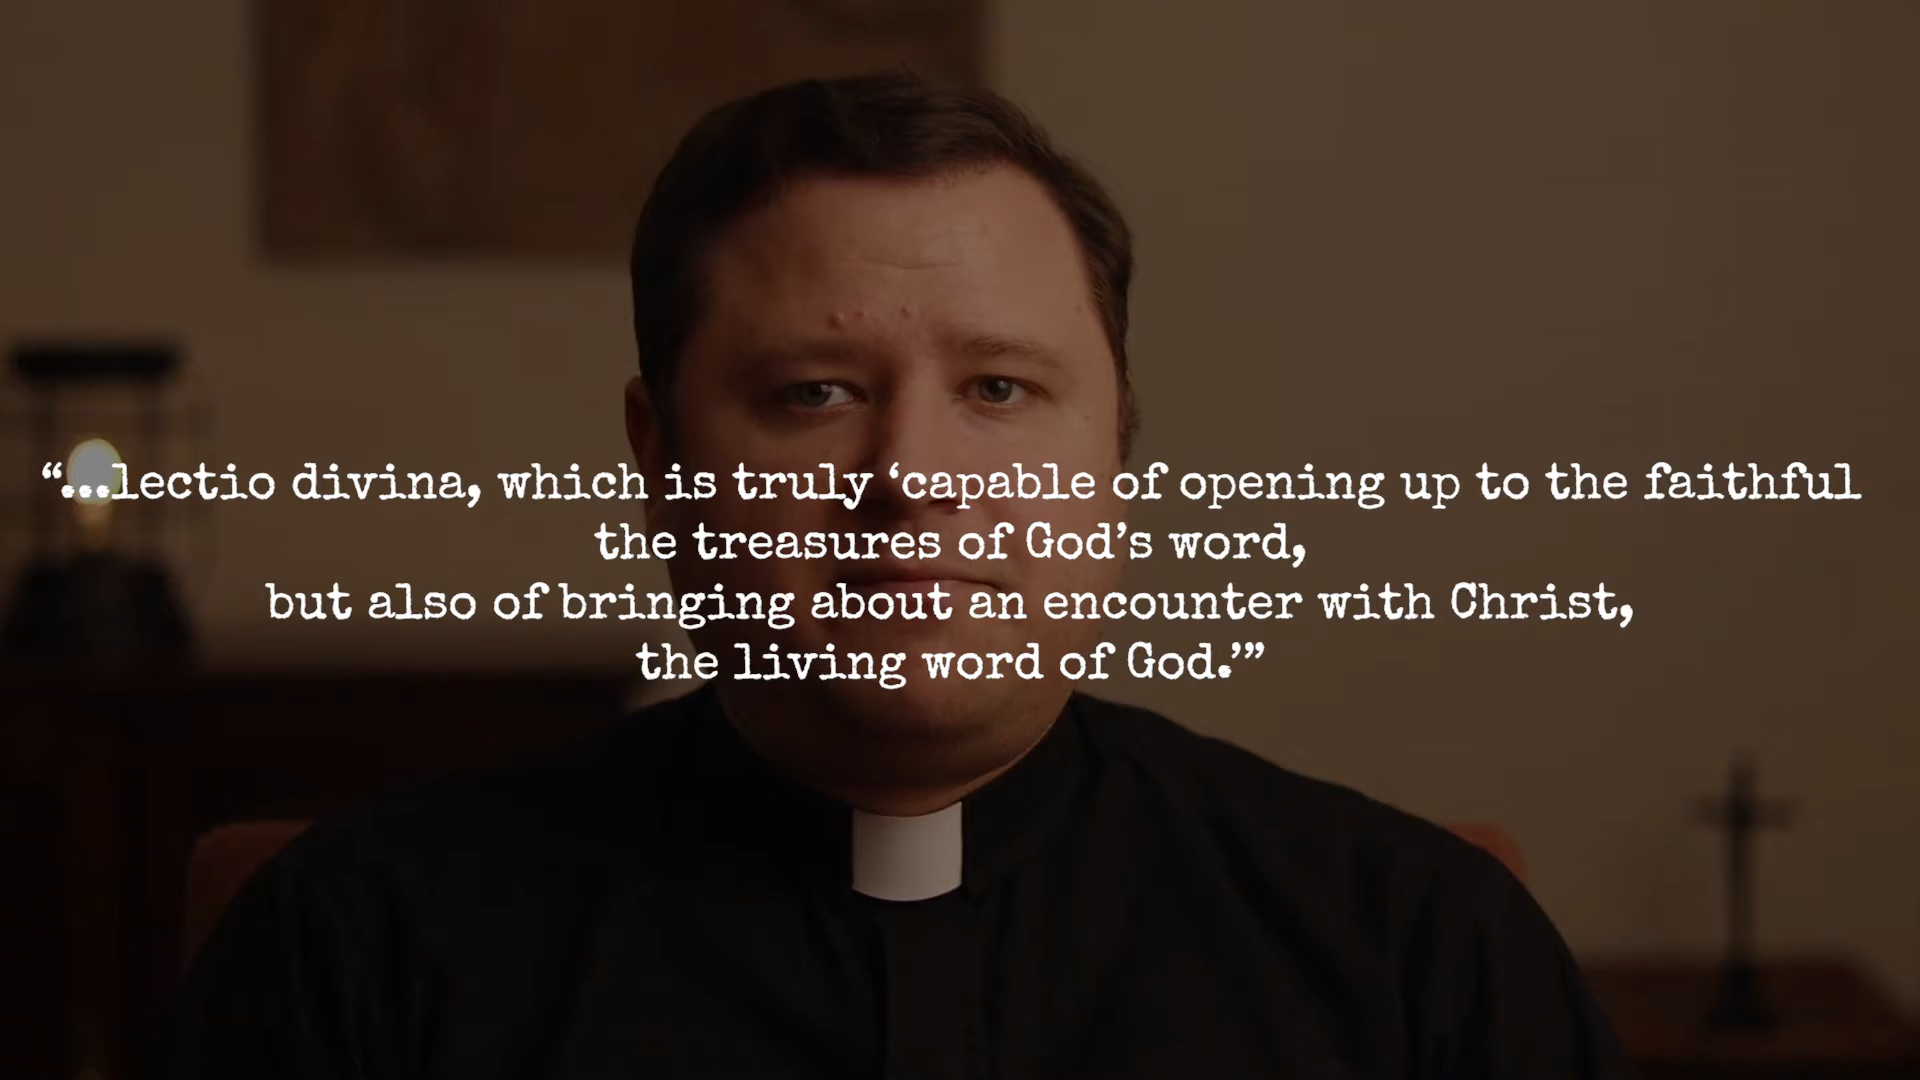 “...lectio divina, which is truly ‘capable of opening up to the faithful
the treasures of God’s word,
but also of bringing about an encounter with Christ,
the living word of God.’”